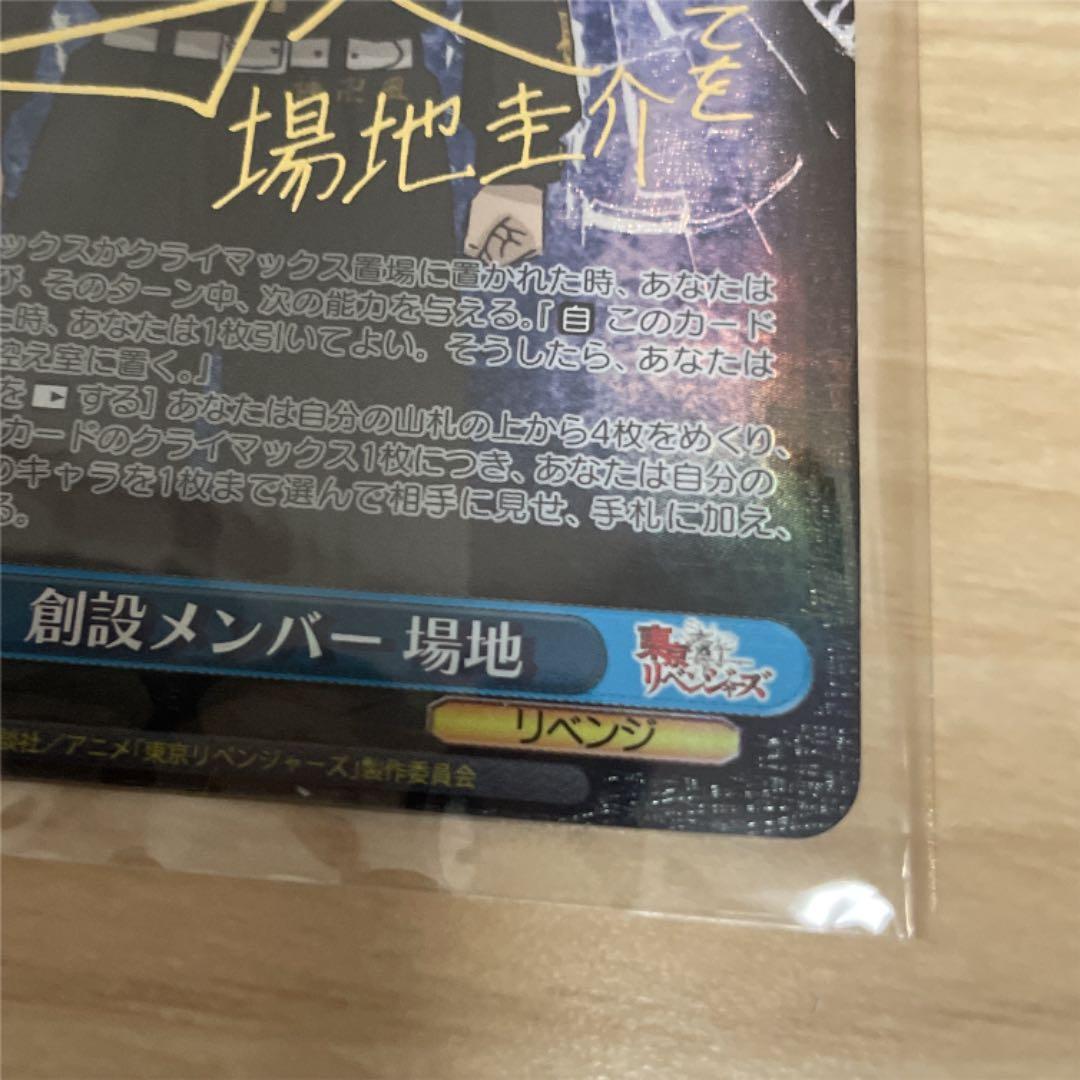 てを
場地圭介
ックスがクライマックス置場に置かれた時、あなたは
び、そのターン中、次の能力を与える。「自 このカード
時、あなたは1枚引いてよい。そうしたら、あなたは
控え室に置く。」
を する］あなたは自分の山札の上から4枚をめくり、
カードのクライマックス1枚につき、あなたは自分の
のキャラを1枚まで選んで相手に見せ、手札に加え、
る。
創設メンバー 場地
東京リベンジャーズ
リベンジ
談社／アニメ「東京リベンジャーズ」製作委員会